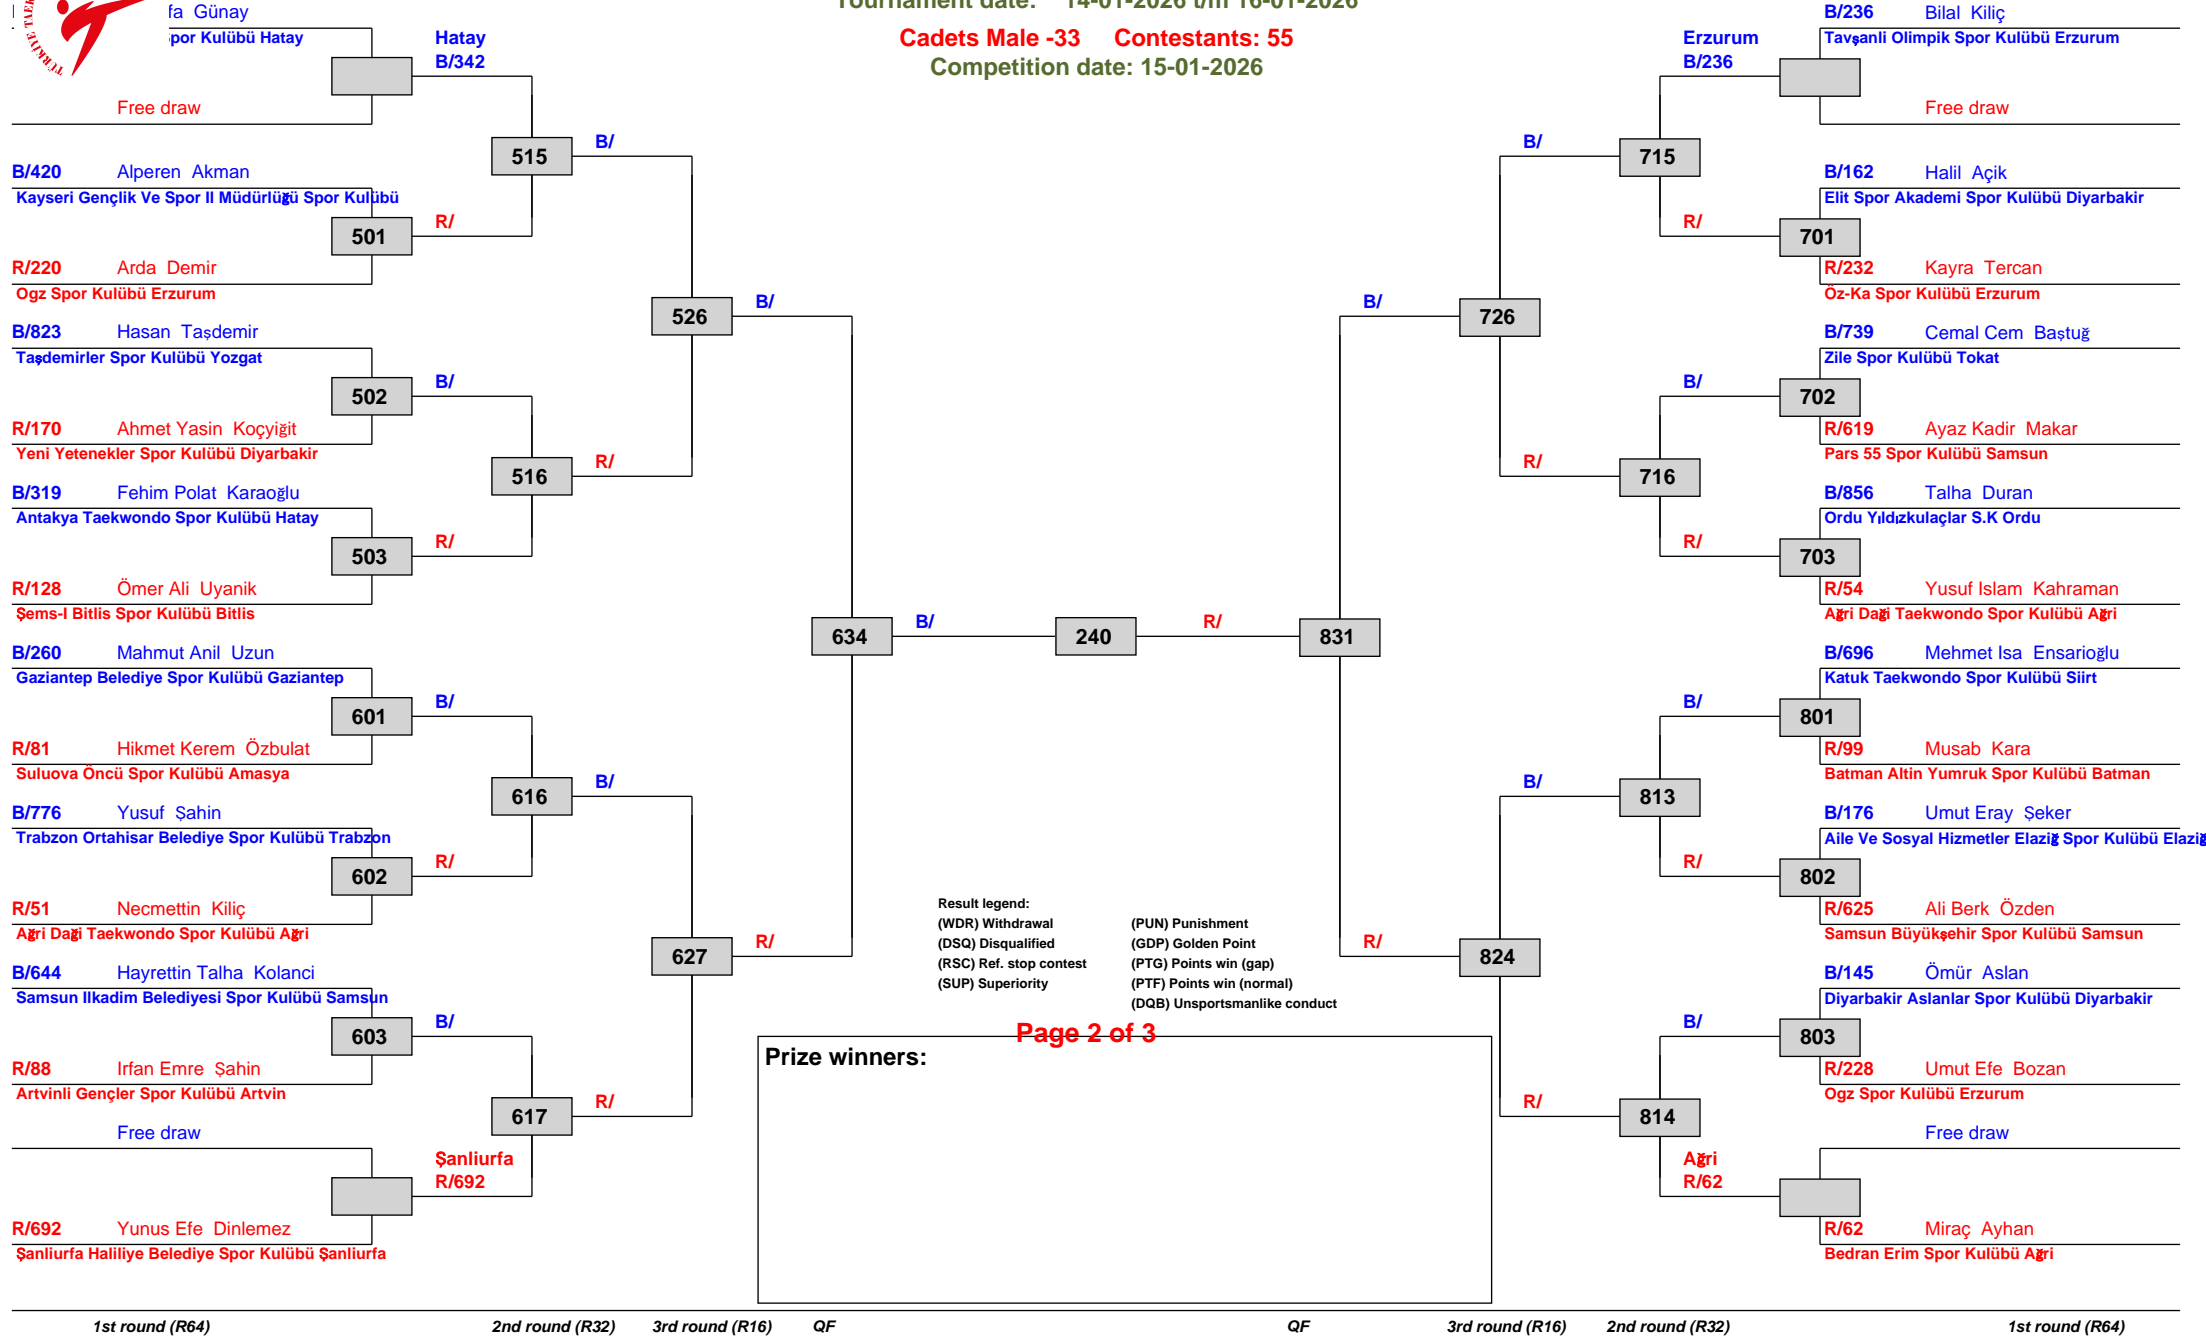 fa Günay
por Kulübü Hatay
Free draw
B/420 Alperen Akman
Kayseri Gençlik Ve Spor Il Müdürlüğü Spor Kulübü
R/220 Arda Demir
Ogz Spor Kulübü Erzurum
B/823 Hasan Taşdemir
Taşdemirler Spor Kulübü Yozgat
R/170 Ahmet Yasin Koçyiğit
Yeni Yetenekler Spor Kulübü Diyarbakir
B/319 Fehim Polat Karaoğlu
Antakya Taekwondo Spor Kulübü Hatay
R/128 Ömer Ali Uyanik
Şems-I Bitlis Spor Kulübü Bitlis
B/260 Mahmut Anil Uzun
Gaziantep Belediye Spor Kulübü Gaziantep
R/81 Hikmet Kerem Özbulat
Suluova Öncü Spor Kulübü Amasya
B/776 Yusuf Şahin
Trabzon Ortahisar Belediye Spor Kulübü Trabzon
R/51 Necmettin Kiliç
Ağri Daği Taekwondo Spor Kulübü Ağri
B/644 Hayrettin Talha Kolanci
Samsun Ilkadim Belediyesi Spor Kulübü Samsun
R/88 Irfan Emre Şahin
Artvinli Gençler Spor Kulübü Artvin
Free draw
R/692 Yunus Efe Dinlemez
Şanliurfa Haliliye Belediye Spor Kulübü Şanliurfa
501
502
503
601
602
603
Hatay
B/342
R/
B/
R/
B/
R/
B/
Şanliurfa
R/692
515
516
616
617
B/
R/
B/
R/
526
627
B/
R/
634
B/
240
R/
831
Tournament date: 14-01-2026 t/m 16-01-2026
Cadets Male -33 Contestants: 55
Competition date: 15-01-2026
Result legend:
(WDR) Withdrawal (PUN) Punishment
(DSQ) Disqualified (GDP) Golden Point
(RSC) Ref. stop contest (PTG) Points win (gap)
(SUP) Superiority (PTF) Points win (normal)
(DQB) Unsportsmanlike conduct
Page 2 of 3
Prize winners:
B/
R/
726
824
B/
R/
B/
R/
715
716
813
814
Erzurum
B/236
R/
B/
R/
B/
R/
B/
Ağri
R/62
701
702
703
801
802
803
B/236 Bilal Kiliç
Tavşanli Olimpik Spor Kulübü Erzurum
Free draw
B/162 Halil Açik
Elit Spor Akademi Spor Kulübü Diyarbakir
R/232 Kayra Tercan
Öz-Ka Spor Kulübü Erzurum
B/739 Cemal Cem Baştuğ
Zile Spor Kulübü Tokat
R/619 Ayaz Kadir Makar
Pars 55 Spor Kulübü Samsun
B/856 Talha Duran
Ordu Yıldızkulaçlar S.K Ordu
R/54 Yusuf Islam Kahraman
Ağri Daği Taekwondo Spor Kulübü Ağri
B/696 Mehmet Isa Ensarioğlu
Katuk Taekwondo Spor Kulübü Siirt
R/99 Musab Kara
Batman Altin Yumruk Spor Kulübü Batman
B/176 Umut Eray Şeker
Aile Ve Sosyal Hizmetler Elaziğ Spor Kulübü Elaziğ
R/625 Ali Berk Özden
Samsun Büyükşehir Spor Kulübü Samsun
B/145 Ömür Aslan
Diyarbakir Aslanlar Spor Kulübü Diyarbakir
R/228 Umut Efe Bozan
Ogz Spor Kulübü Erzurum
Free draw
R/62 Miraç Ayhan
Bedran Erim Spor Kulübü Ağri
1st round (R64) 2nd round (R32) 3rd round (R16) QF QF 3rd round (R16) 2nd round (R32) 1st round (R64)